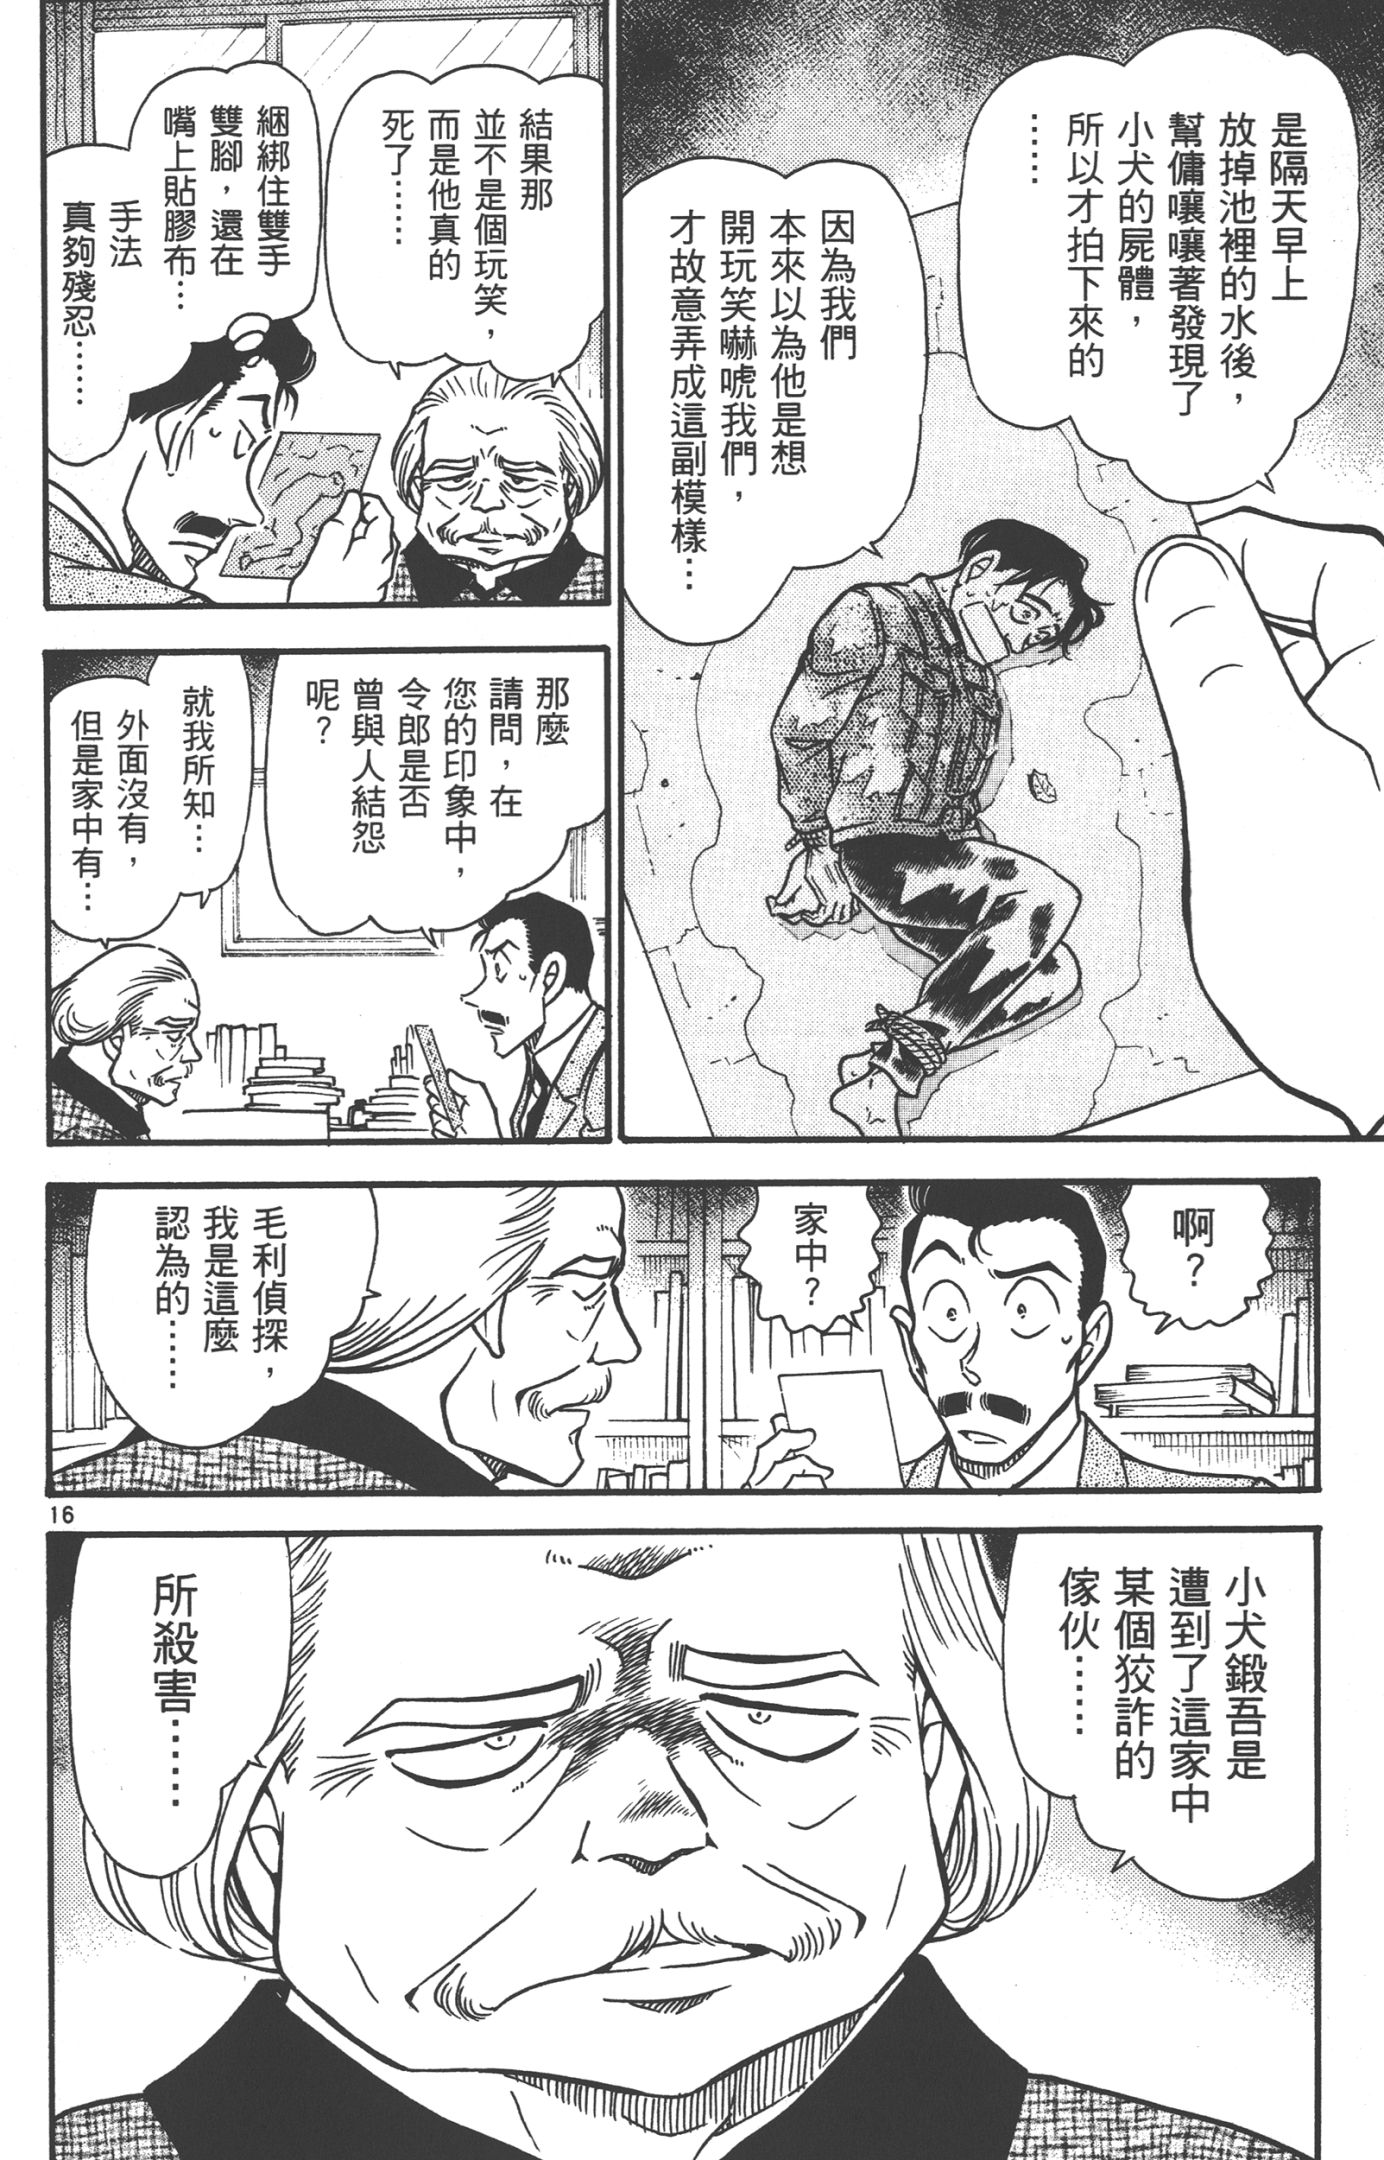 是隔天早上
放掉池裡的水後，
幫傭嚷嚷著發現了
小犬的屍體，
所以才拍下來的
……
因為我們
本來以為他是想
開玩笑嚇唬我們，
才故意弄成這副模樣…
結果那
並不是個玩笑，
而是他真的
死了……
綑綁住雙手
雙腳，還在
嘴上貼膠布…
手法
真夠殘忍……
那麼
請問，在
您的印象中，
令郎是否
曾與人結怨
呢？
就我所知…
外面沒有，
但是家中有…
啊？
家中？
毛利偵探，
我是這麼
認為的……
16
小犬鍛吾是
遭到了這家中
某個狡詐的
傢伙……
所殺害……